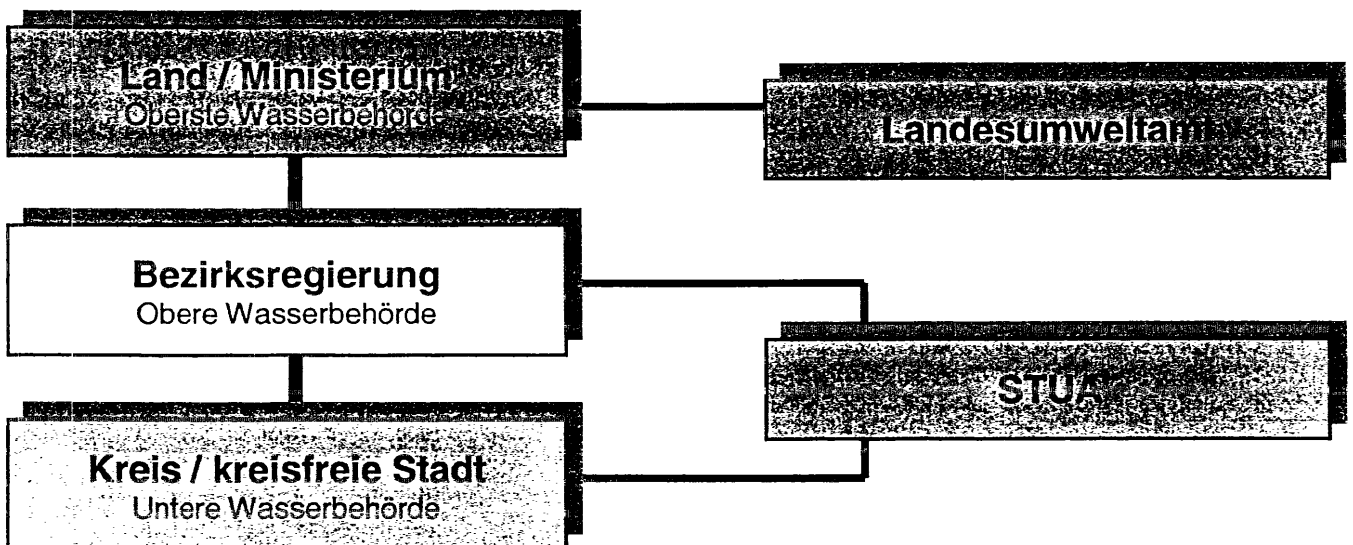 Land / Ministerium
Oberste Wasserbehörde
Landesumweltamt
Bezirksregierung
Obere Wasserbehörde
STUA
Kreis / kreisfreie Stadt
Untere Wasserbehörde